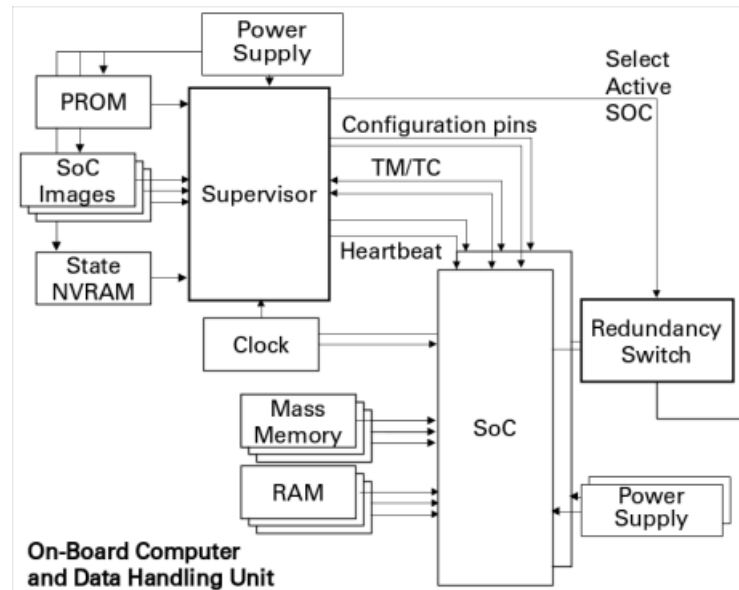 Power
Supply
PROM
Select
Active
SOC
Configuration pins
SoC
Images
TM/TC
Supervisor
Heartbeat
State
NVRAM
Clock
Redundancy
Switch
Mass
Memory
SoC
RAM
Power
Supply
On-Board Computer
and Data Handling Unit